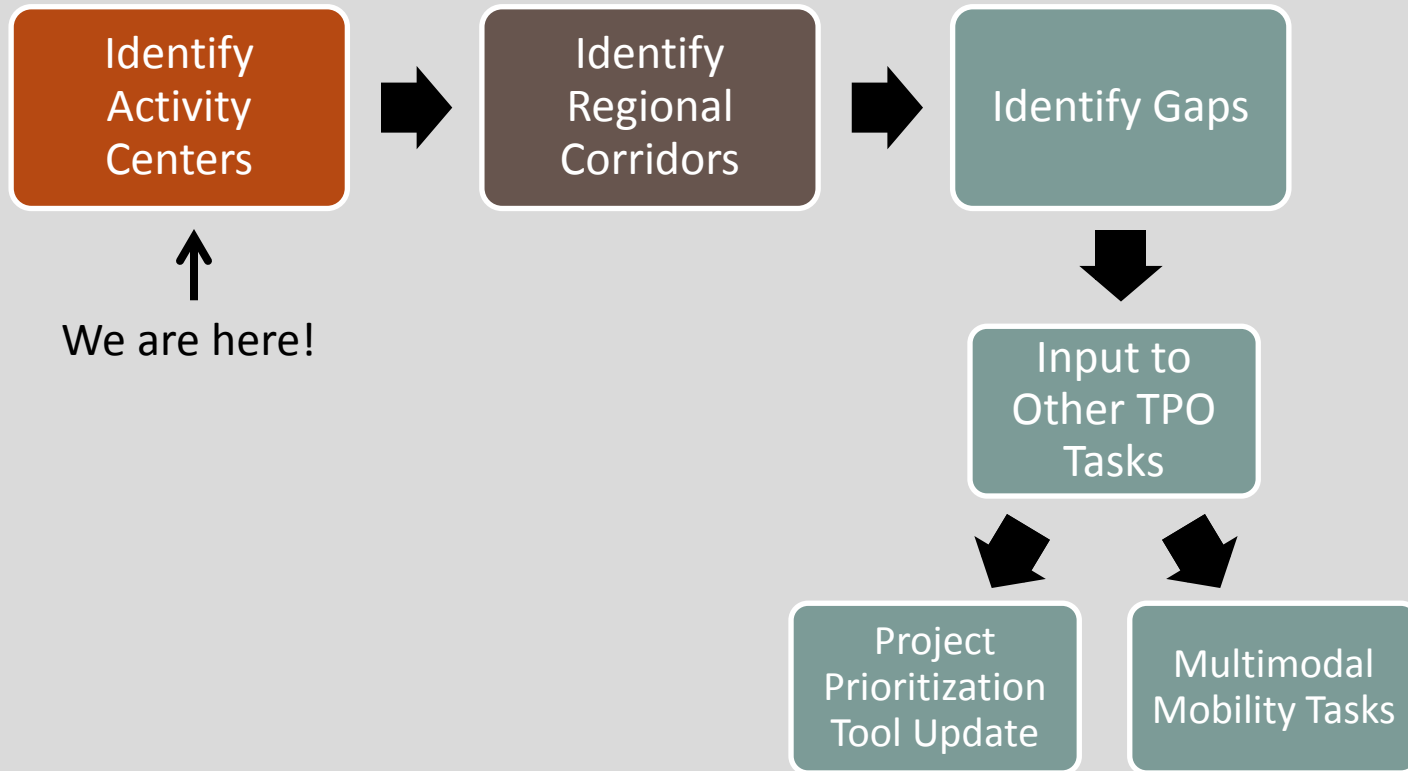 Identify
Activity
Centers
Identify
Regional
Corridors
Identify Gaps
We are here!
Input to
Other TPO
Tasks
Project
Prioritization
Tool Update
Multimodal
Mobility Tasks